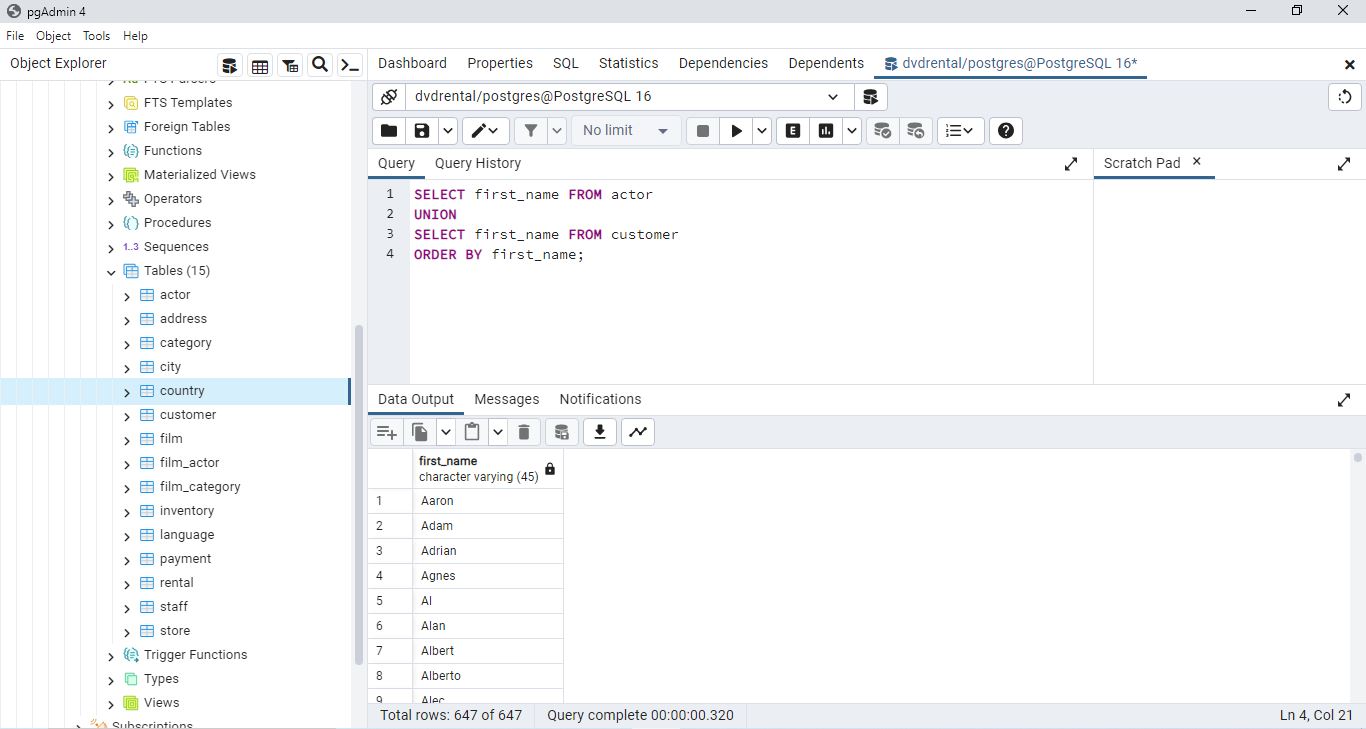 pgAdmin 4
File Object Tools Help
Object Explorer
FTS Parsers
FTS Templates
Foreign Tables
Functions
Materialized Views
Operators
Procedures
1..3 Sequences
Tables (15)
actor
address
category
city
country
customer
film
film_actor
film_category
inventory
language
payment
rental
staff
store
Trigger Functions
Types
Views
Subscriptions
Dashboard Properties SQL Statistics Dependencies Dependents dvdrental/postgres@PostgreSQL 16*
dvdrental/postgres@PostgreSQL 16
No limit
E
Query Query History
Scratch Pad
1 SELECT first_name FROM actor
2 UNION
3 SELECT first_name FROM customer
4 ORDER BY first_name;
Data Output Messages Notifications
first_name
character varying (45)
1 Aaron
2 Adam
3 Adrian
4 Agnes
5 Al
6 Alan
7 Albert
8 Alberto
9 Alec
Total rows: 647 of 647 Query complete 00:00:00.320 Ln 4, Col 21